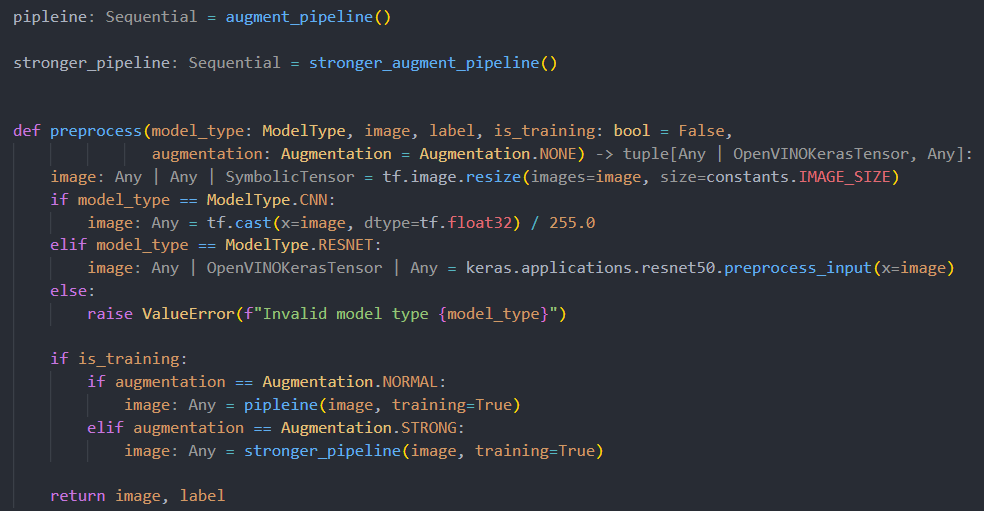 pipleine: Sequential = augment_pipeline()
stronger_pipeline: Sequential = stronger_augment_pipeline()
def preprocess(model_type: ModelType, image, label, is_training: bool = False,
augmentation: Augmentation = Augmentation.NONE) -> tuple[Any | OpenVINOKerasTensor, Any]:
image: Any | Any | SymbolicTensor = tf.image.resize(images=image, size=constants.IMAGE_SIZE)
if model_type == ModelType.CNN:
image: Any = tf.cast(x=image, dtype=tf.float32) / 255.0
elif model_type == ModelType.RESNET:
image: Any | OpenVINOKerasTensor | Any = keras.applications.resnet50.preprocess_input(x=image)
else:
raise ValueError(f"Invalid model type {model_type}")
if is_training:
if augmentation == Augmentation.NORMAL:
image: Any = pipleine(image, training=True)
elif augmentation == Augmentation.STRONG:
image: Any = stronger_pipeline(image, training=True)
return image, label